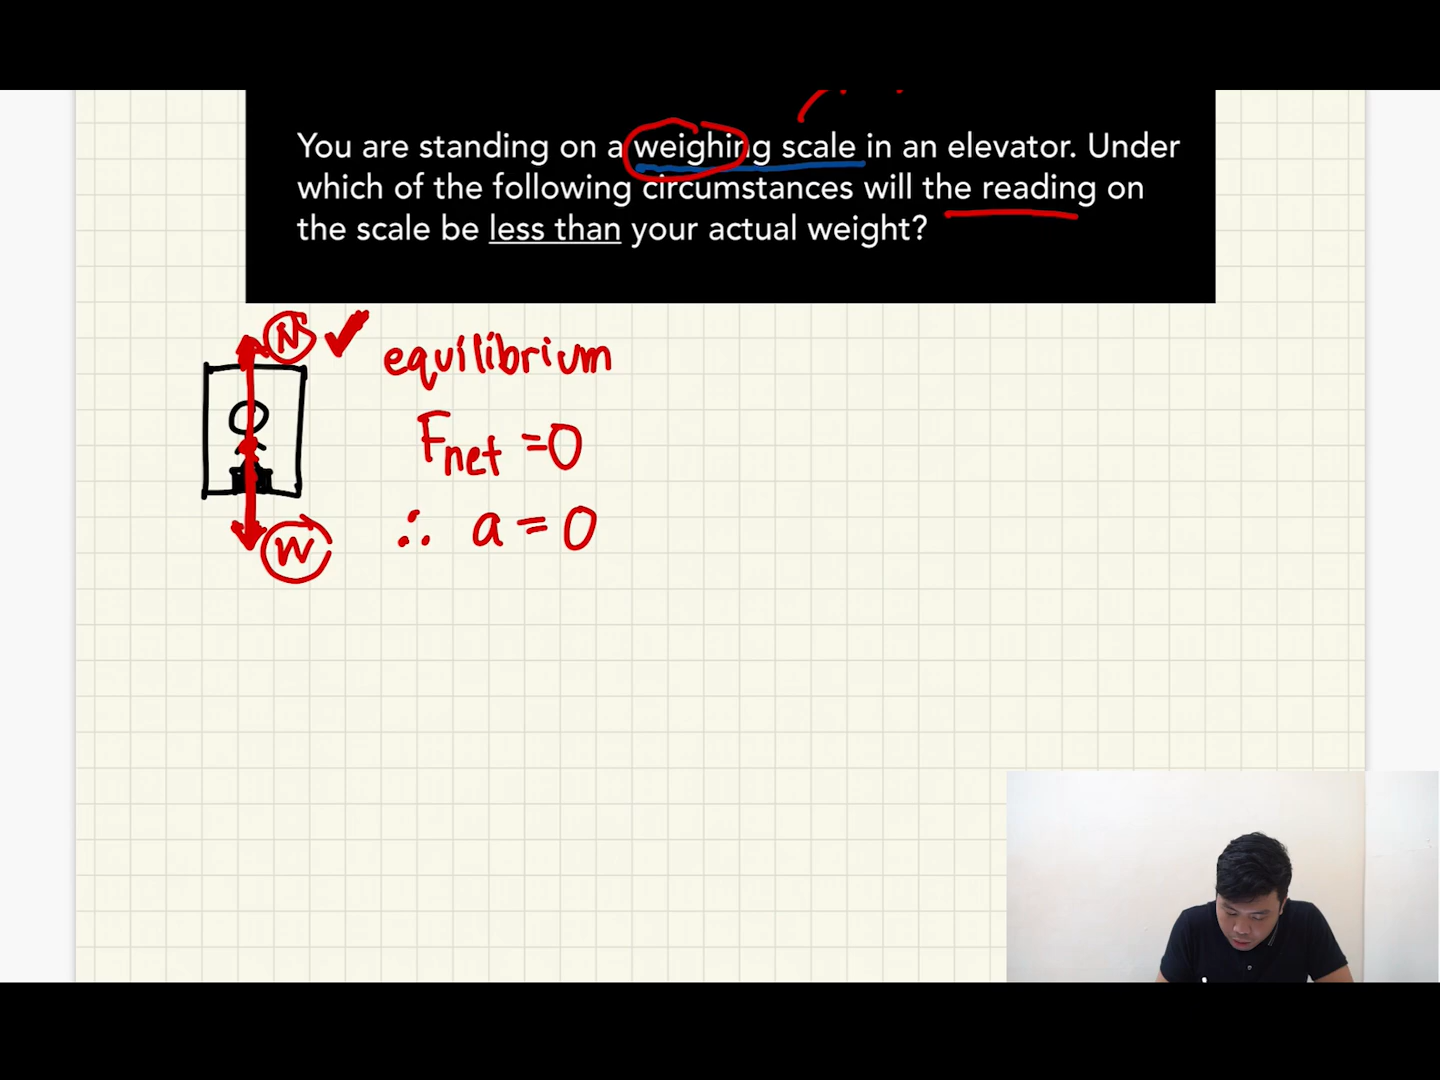 You are standing on a weighing scale in an elevator. Under
which of the following circumstances will the reading on
the scale be less than your actual weight?
N
equilibrium
Fnet =0
∴ a = 0
W